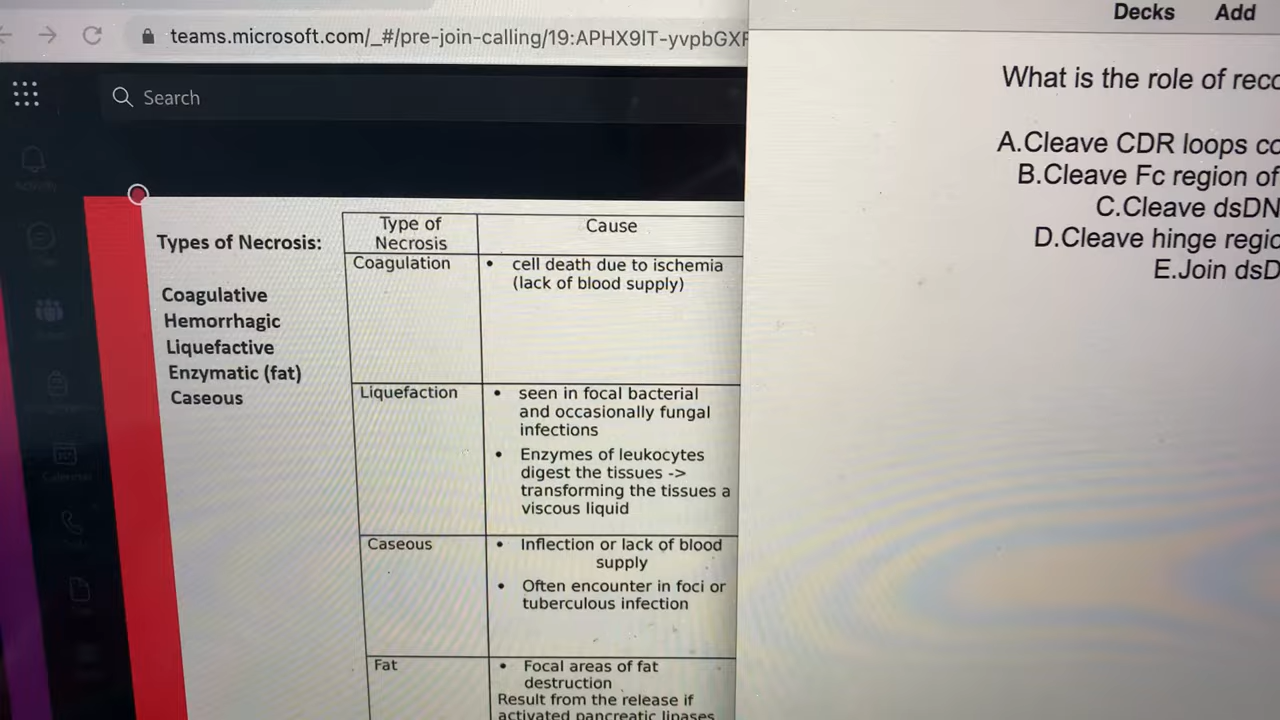 Decks Add
teams.microsoft.com/_#/pre-join-calling/19:APHX9IT-yvpbGXF
Search
What is the role of reco
A.Cleave CDR loops co
B.Cleave Fc region of
C.Cleave dsDN
D.Cleave hinge regio
E.Join dsD
Types of Necrosis:
Coagulative
Hemorrhagic
Liquefactive
Enzymatic (fat)
Caseous
Type of
Necrosis
Cause
Coagulation
• cell death due to ischemia
(lack of blood supply)
Liquefaction
• seen in focal bacterial
and occasionally fungal
infections
• Enzymes of leukocytes
digest the tissues ->
transforming the tissues a
viscous liquid
Caseous
• Inflection or lack of blood
supply
• Often encounter in foci or
tuberculous infection
Fat
• Focal areas of fat
destruction
Result from the release if
activated pancreatic lipases